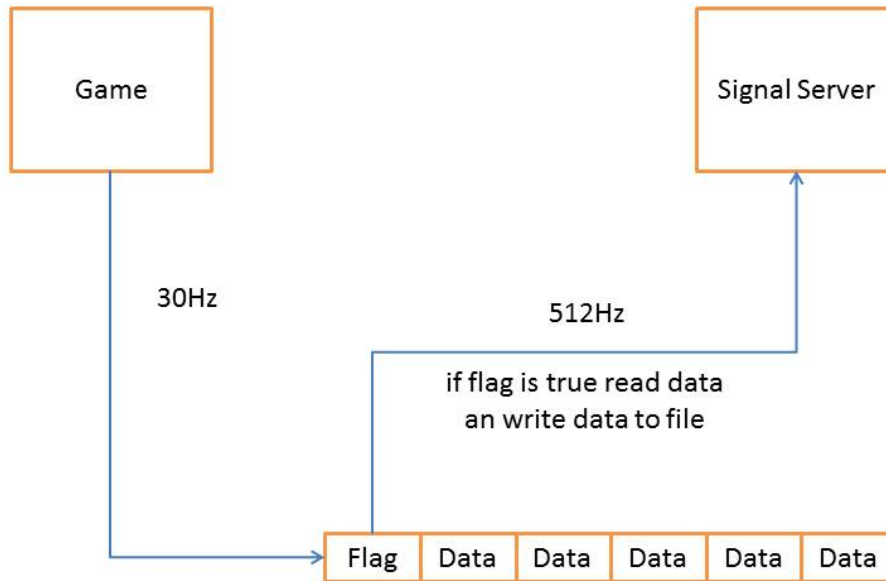 Game
Signal Server
30Hz
512Hz
if flag is true read data
an write data to file
Flag Data Data Data Data Data